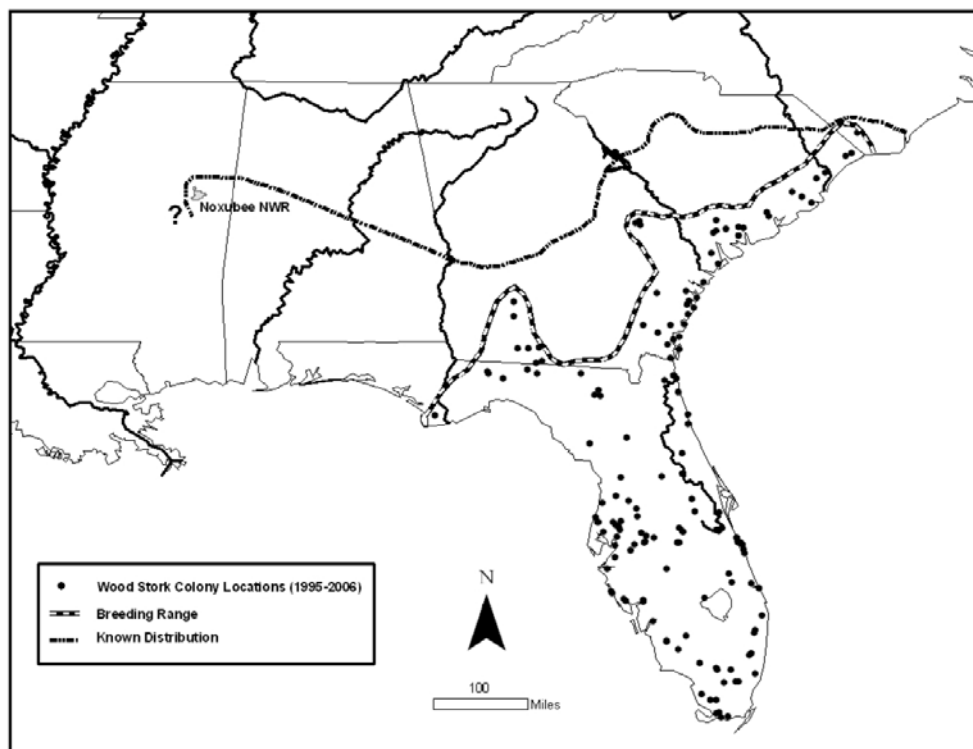 ?
Noxubee NWR
Wood Stork Colony Locations (1995-2006)
Breeding Range
Known Distribution
N
100
Miles